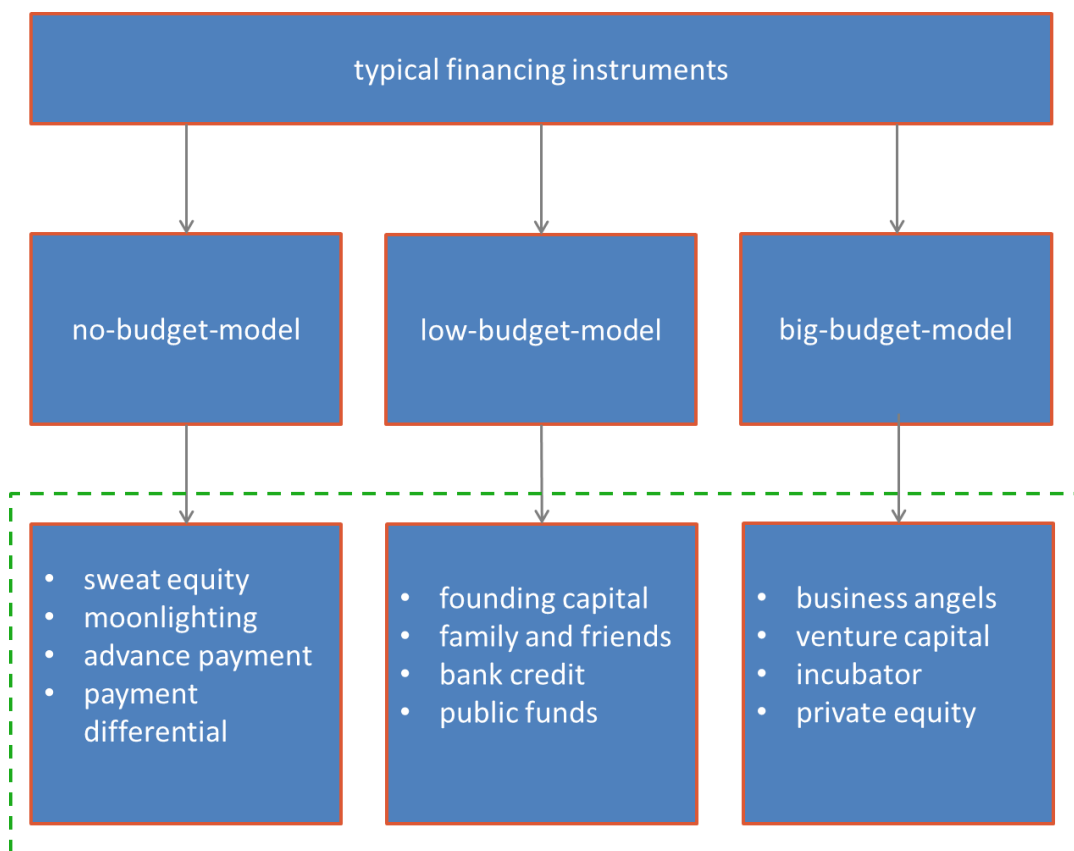 typical financing instruments
no-budget-model
low-budget-model
big-budget-model
• sweat equity
• moonlighting
• advance payment
• payment
differential
• founding capital
• family and friends
• bank credit
• public funds
• business angels
• venture capital
• incubator
• private equity